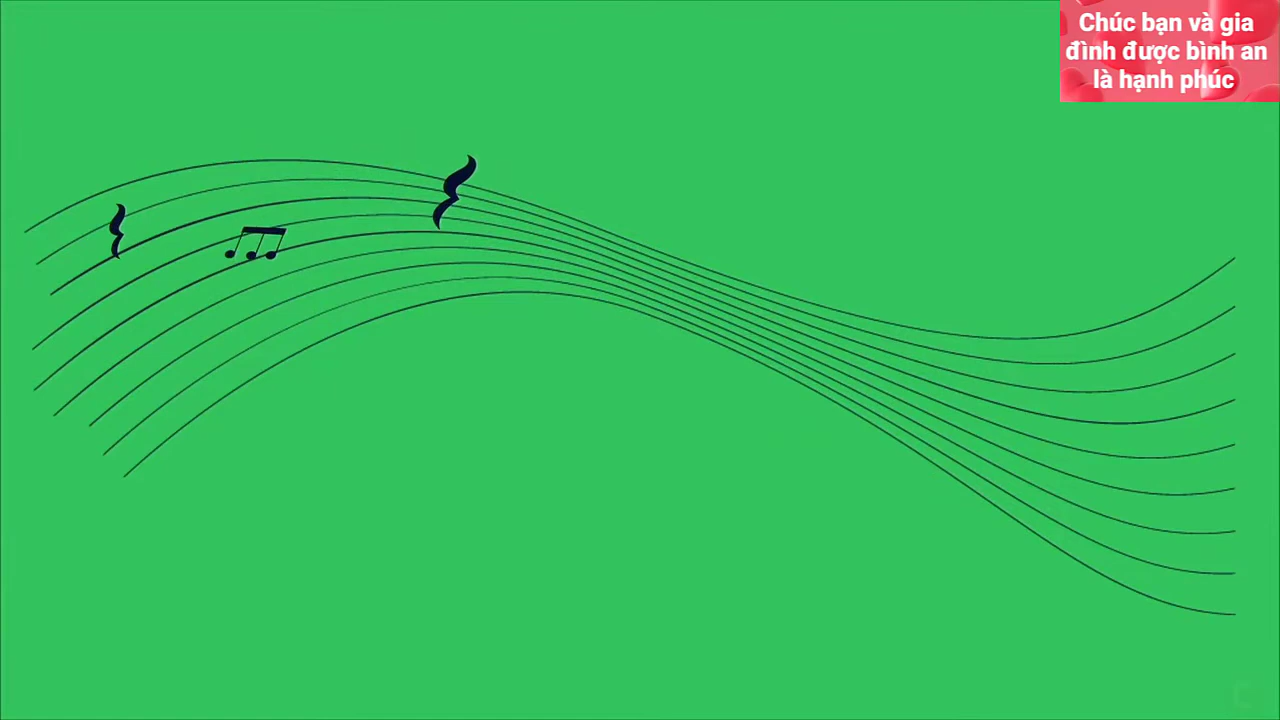 Chúc bạn và gia
đình được bình an
là hạnh phúc